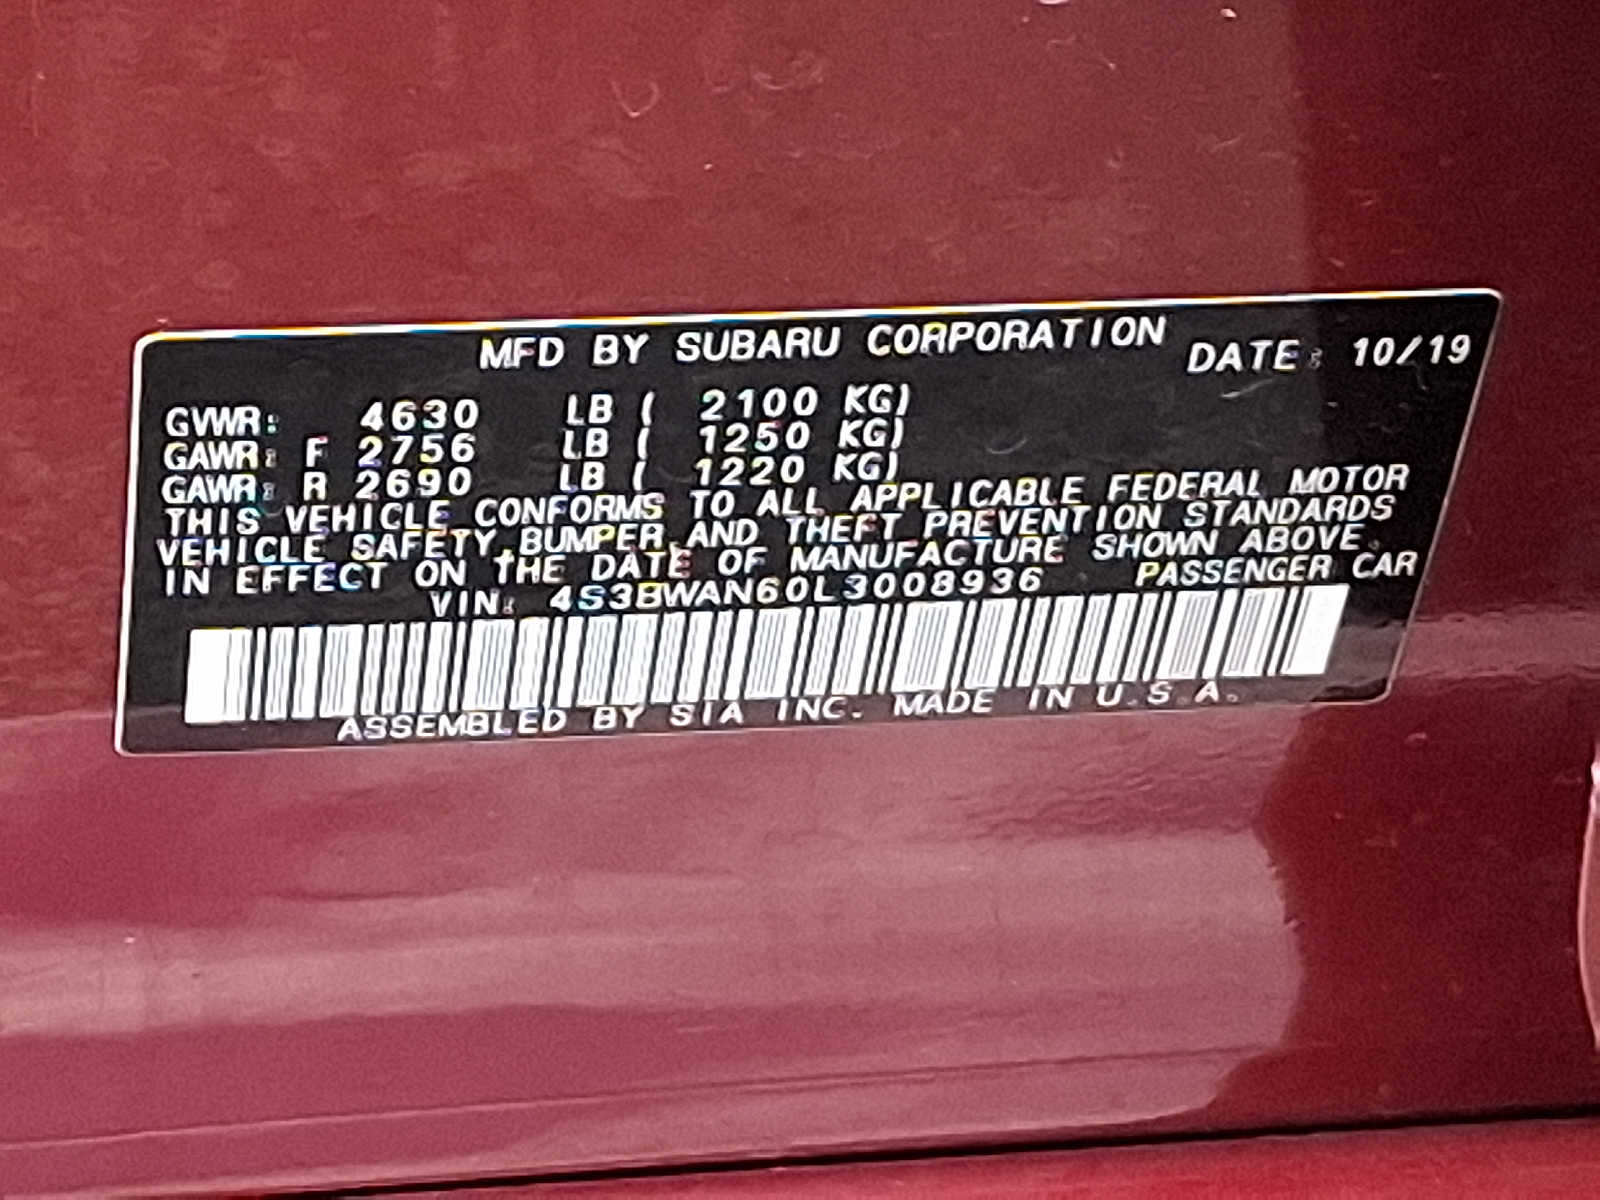 MFD BY SUBARU CORPORATION DATE: 10/19
GVWR: 4630 LB ( 2100 KG)
GAWR: F 2756 LB ( 1250 KG)
GAWR: R 2690 LB ( 1220 KG)
THIS VEHICLE CONFORMS TO ALL APPLICABLE FEDERAL MOTOR
VEHICLE SAFETY,BUMPER,AND THEFT PREVENTION STANDARDS
IN EFFECT ON THE DATE OF MANUFACTURE SHOWN ABOVE.
VIN: 4S3BWAN60L3008936 PASSENGER CAR
ASSEMBLED BY SIA INC. MADE IN U.S.A.